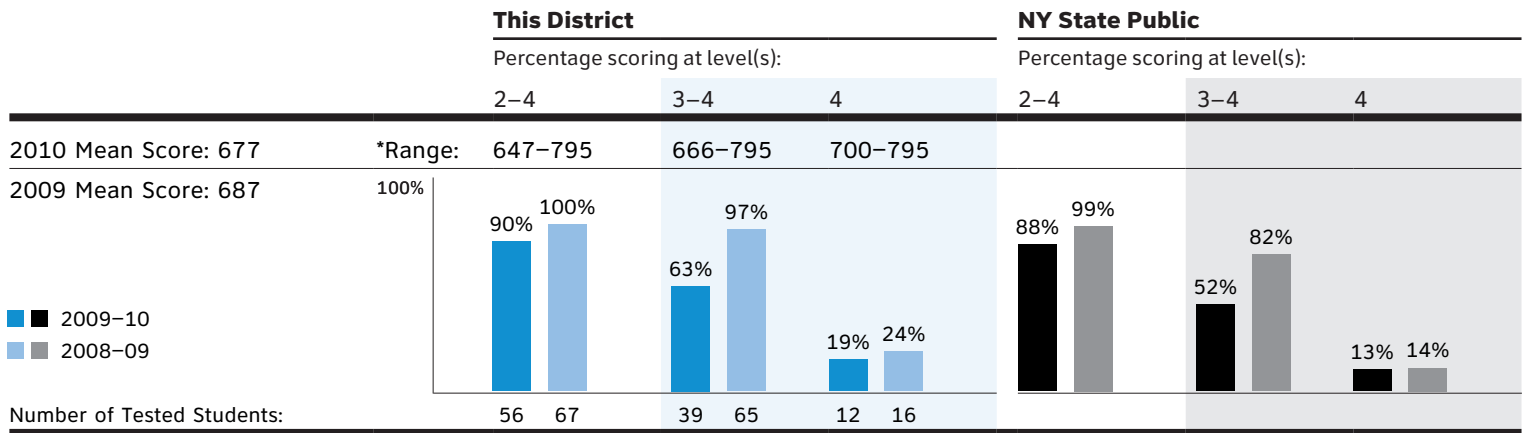 This District NY State Public
Percentage scoring at level(s): Percentage scoring at level(s):
2–4 3–4 4 2–4 3–4 4
2010 Mean Score: 677 *Range: 647–795 666–795 700–795
2009 Mean Score: 687 100%
90% 100% 63% 97% 19% 24% 88% 99% 52% 82% 13% 14%
2009–10
2008–09
Number of Tested Students: 56 67 39 65 12 16